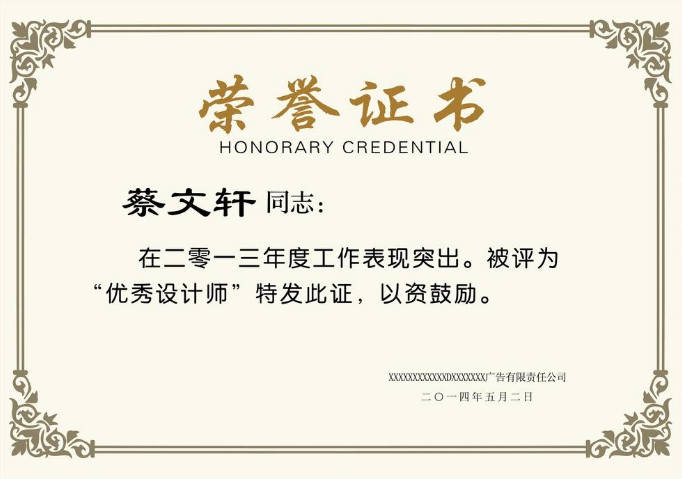 荣誉证书
HONORARY CREDENTIAL
蔡文轩 同志：
在二零一三年度工作表现突出。被评为
“优秀设计师”特发此证，以资鼓励。
XXXXXXXXXXXXDXXXXXXX广告有限责任公司
二〇一四年五月二日